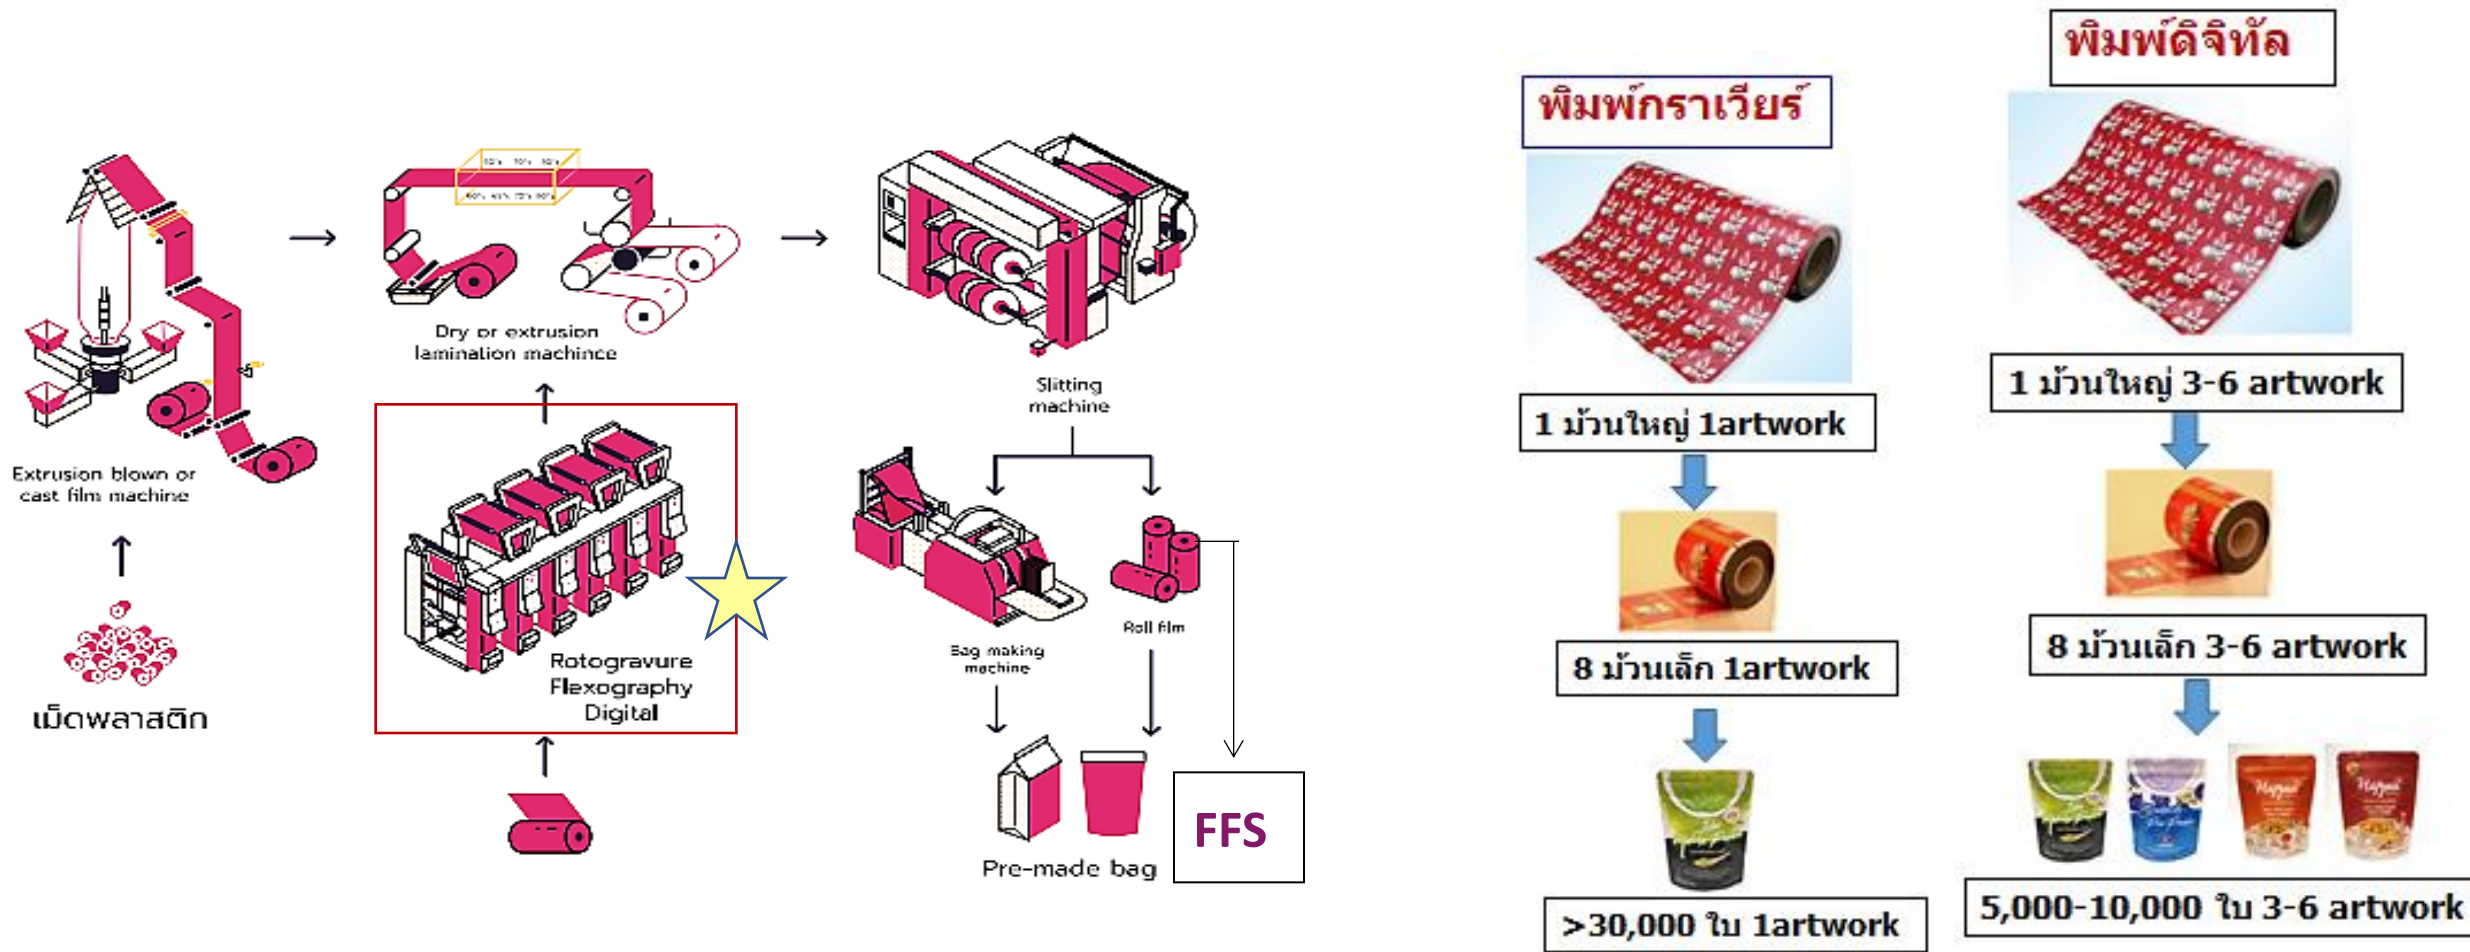 Extrusion blown or
cast film machine
เม็ดพลาสติก
Dry or extrusion
lamination machince
Rotogravure
Flexography
Digital
Slitting
machine
Bag making
machine
Roll film
Pre-made bag
FFS
พิมพ์กราเวียร์
1 ม้วนใหญ่ 1artwork
8 ม้วนเล็ก 1artwork
>30,000 ใบ 1artwork
พิมพ์ดิจิทัล
1 ม้วนใหญ่ 3-6 artwork
8 ม้วนเล็ก 3-6 artwork
5,000-10,000 ใบ 3-6 artwork